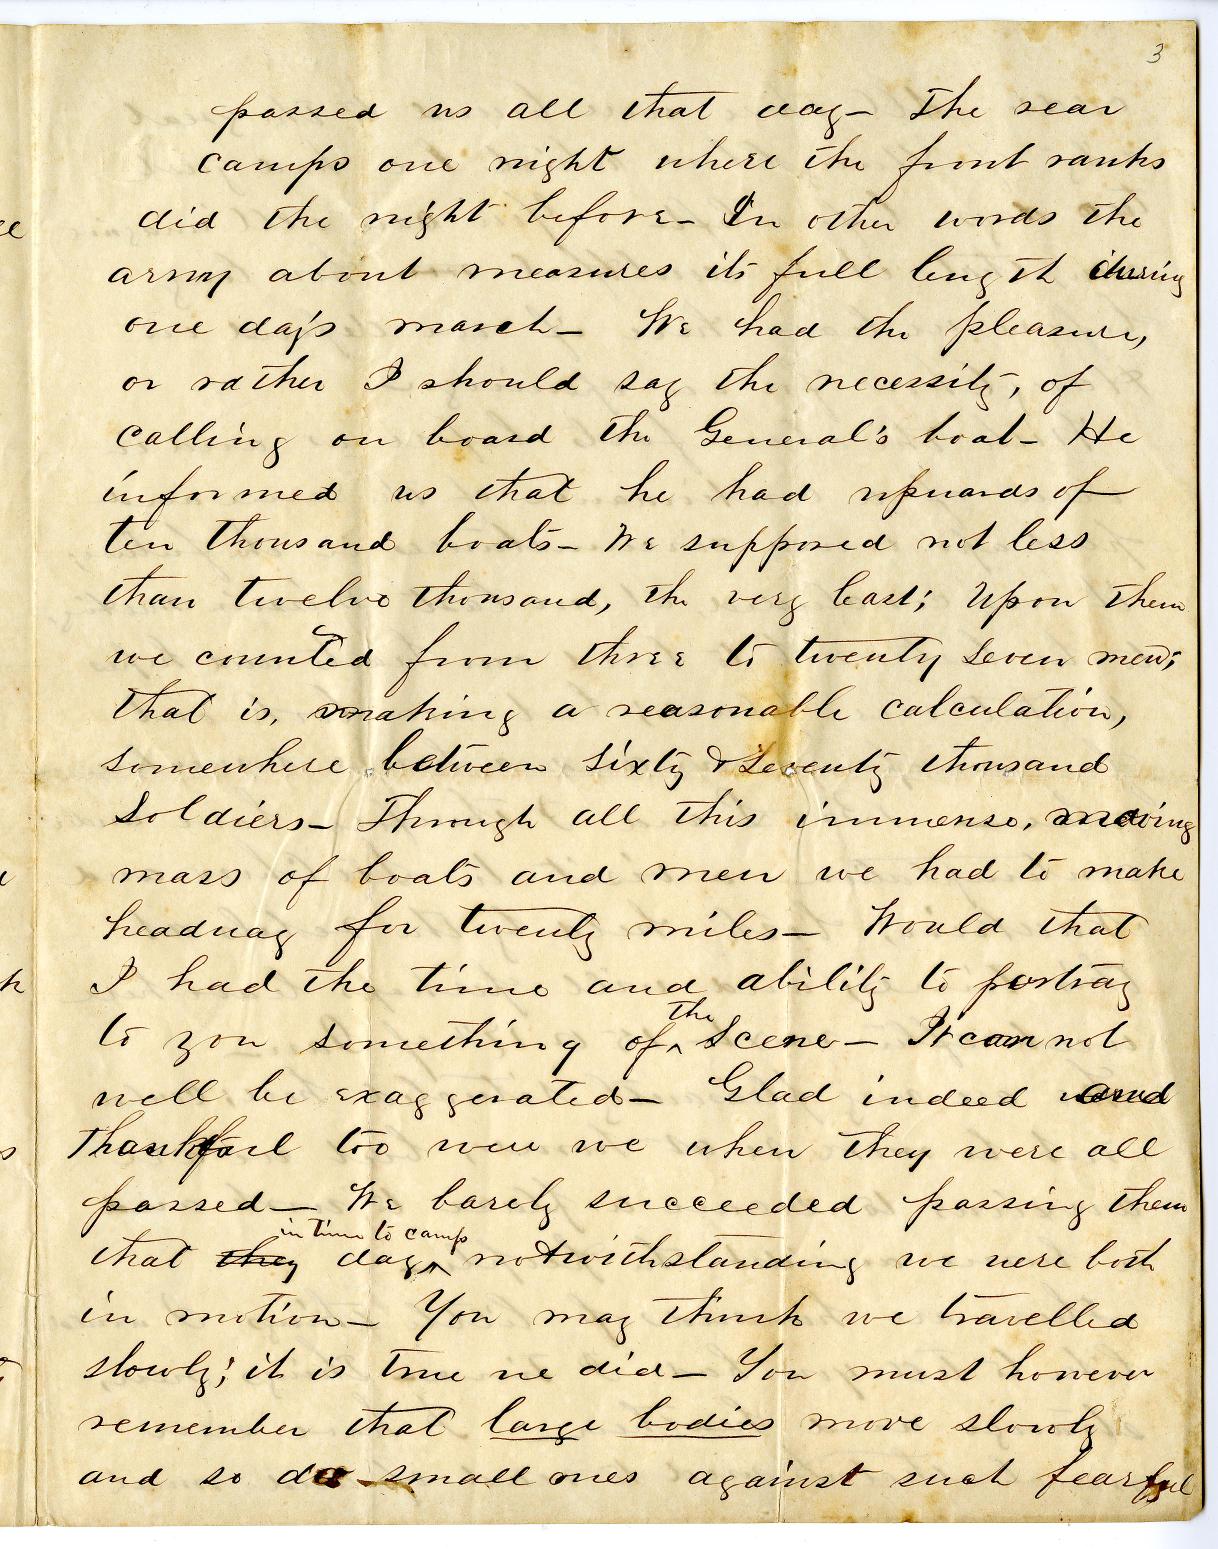 3
passed us all that day— The rear
camps one night where the front ranks
did the night before— In other words the
army about measures its full length during
one day's march— We had the pleasure,
or rather I should say the necessity, of
calling on board the General's boat— He
informed us that he had upwards of
ten thousand boats— We supposed not less
than twelve thousand, the very least; Upon them
we counted from three to twenty seven men;
that is, making a reasonable calculation,
somewhere between sixty & seventy thousand
soldiers— Through all this immense, moving
mass of boats and men we had to make
headway for twenty miles— Would that
I had the time and ability to portray
to you something of the Scene— It can not
well be exaggerated— Glad indeed and
thankful too were we when they were all
passed— We barely succeeded passing them
that they day in time to camp notwithstanding we were both
in motion— You may think we travelled
slowly; it is true we did— You must however
remember that large bodies move slowly
and so do small ones against such fearful